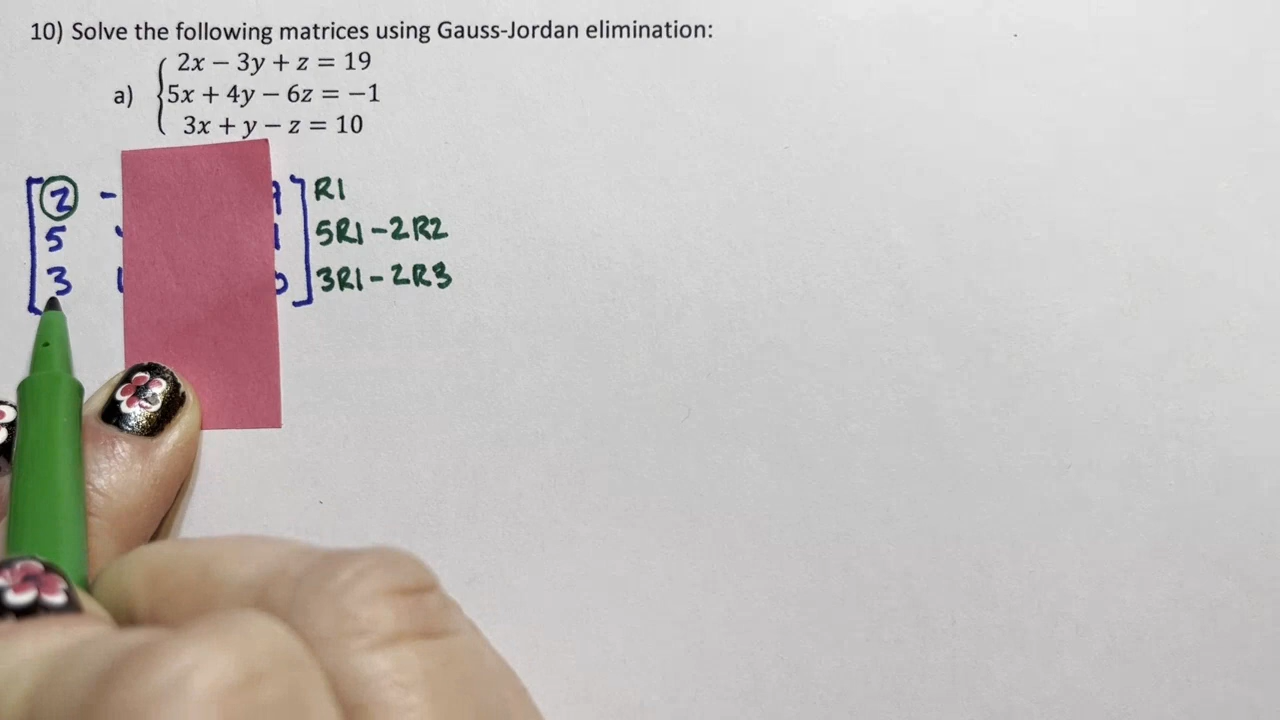 10) Solve the following matrices using Gauss-Jordan elimination:
2x − 3y + z = 19
a) 5x + 4y − 6z = −1
3x + y − z = 10
2 - R1
5 5R1-2R2
3 1 3R1-2R3